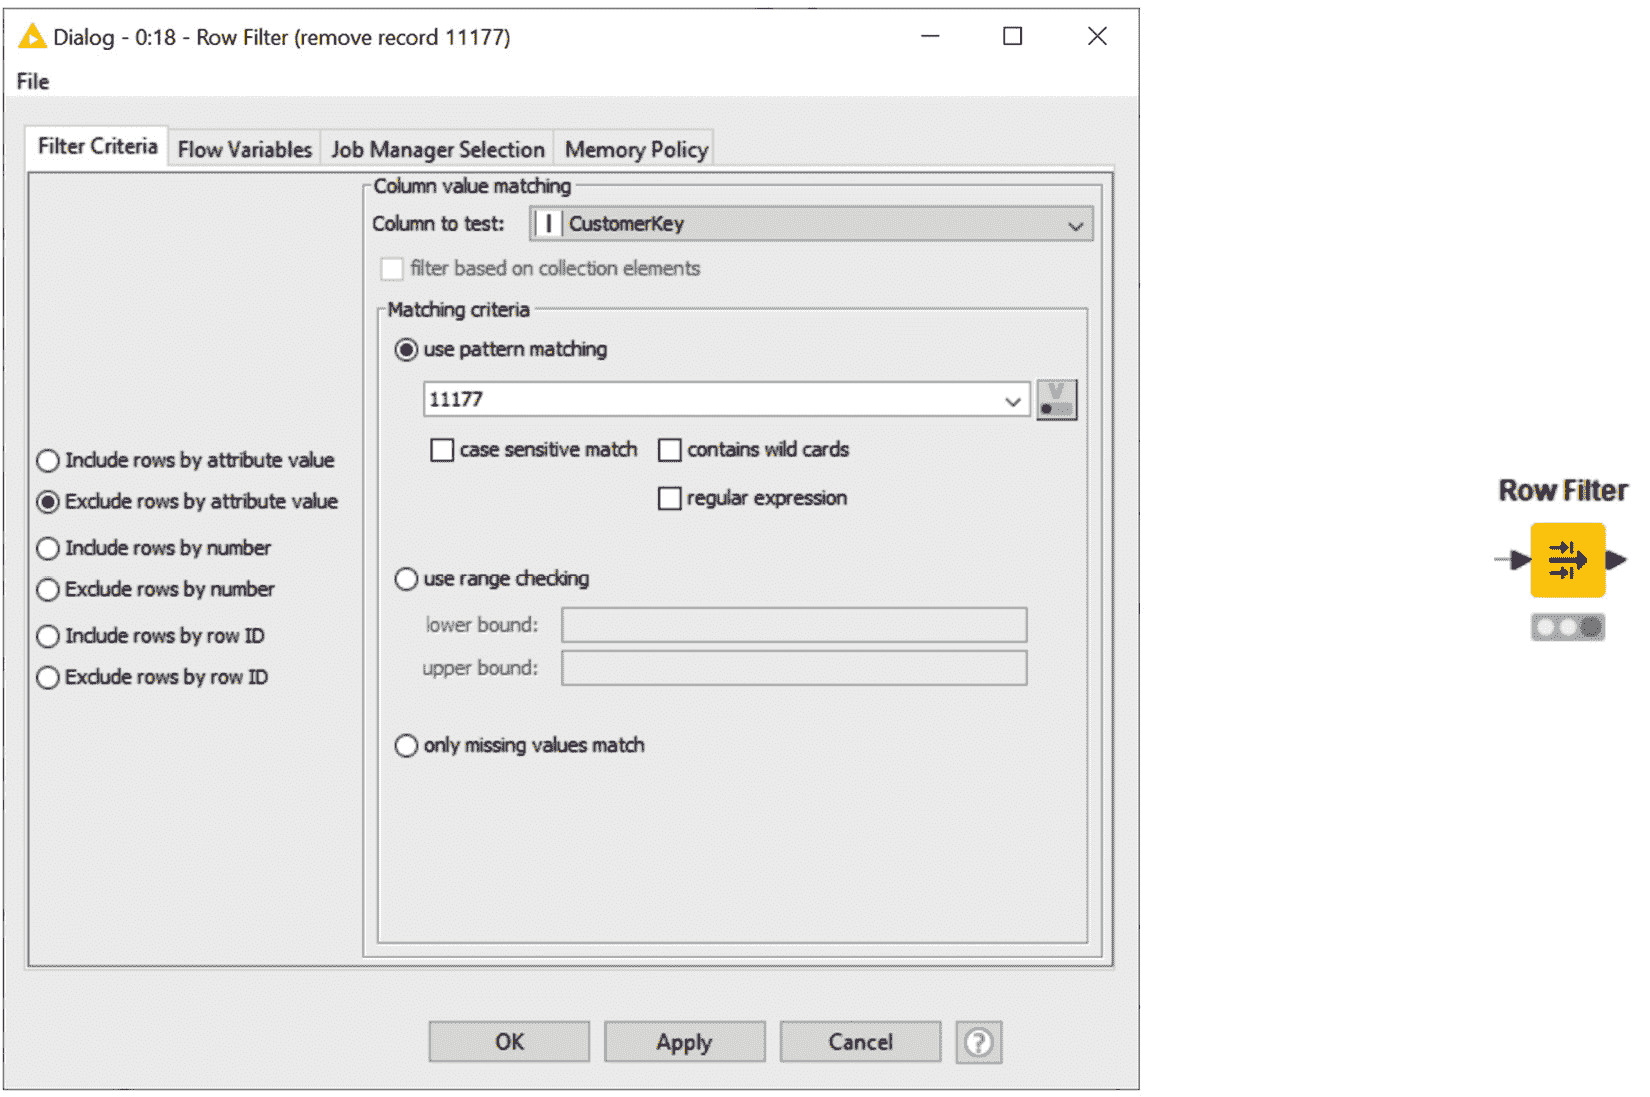 Dialog - 0:18 - Row Filter (remove record 11177)
File
Filter Criteria Flow Variables Job Manager Selection Memory Policy
Column value matching
Column to test: I CustomerKey
filter based on collection elements
Matching criteria
use pattern matching
11177
V
case sensitive match contains wild cards
regular expression
Include rows by attribute value
Exclude rows by attribute value
Include rows by number
Exclude rows by number
Include rows by row ID
Exclude rows by row ID
use range checking
lower bound:
upper bound:
only missing values match
OK Apply Cancel ?
Row Filter